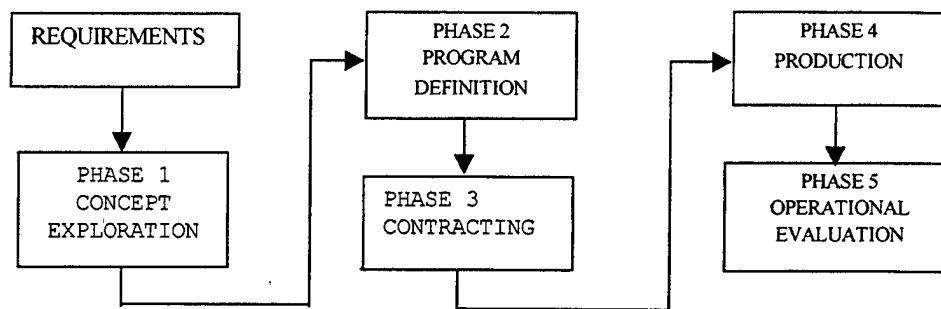 REQUIREMENTS
PHASE 1
CONCEPT
EXPLORATION
PHASE 2
PROGRAM
DEFINITION
PHASE 3
CONTRACTING
PHASE 4
PRODUCTION
PHASE 5
OPERATIONAL
EVALUATION